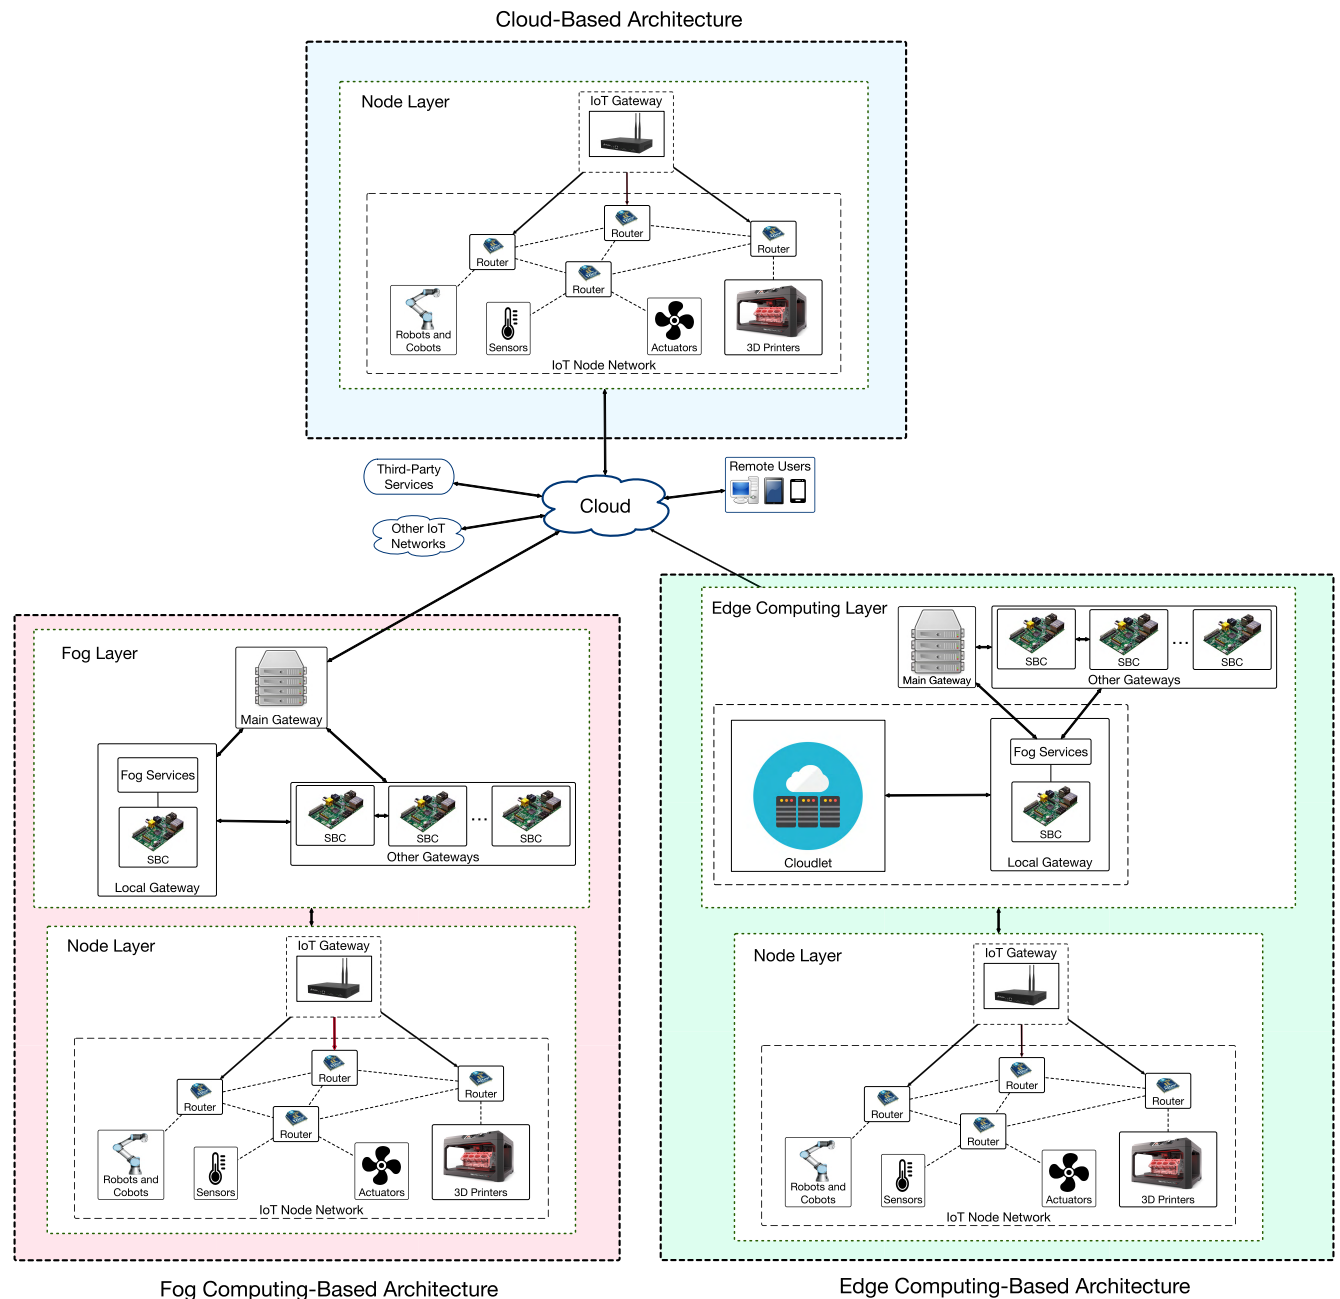 Cloud-Based Architecture
Node Layer
IoT Gateway
Router
Router
Router
Router
Robots and
Cobots
Sensors
Actuators
3D Printers
IoT Node Network
Third-Party
Services
Remote Users
Cloud
Other IoT
Networks
Fog Layer
Main Gateway
Fog Services
SBC
Local Gateway
SBC
SBC
...
SBC
Other Gateways
Node Layer
IoT Gateway
Router
Router
Router
Router
Robots and
Cobots
Sensors
Actuators
3D Printers
IoT Node Network
Fog Computing-Based Architecture
Edge Computing Layer
Main Gateway
SBC
SBC
...
SBC
Other Gateways
Cloudlet
Fog Services
SBC
Local Gateway
Node Layer
IoT Gateway
Router
Router
Router
Router
Robots and
Cobots
Sensors
Actuators
3D Printers
IoT Node Network
Edge Computing-Based Architecture